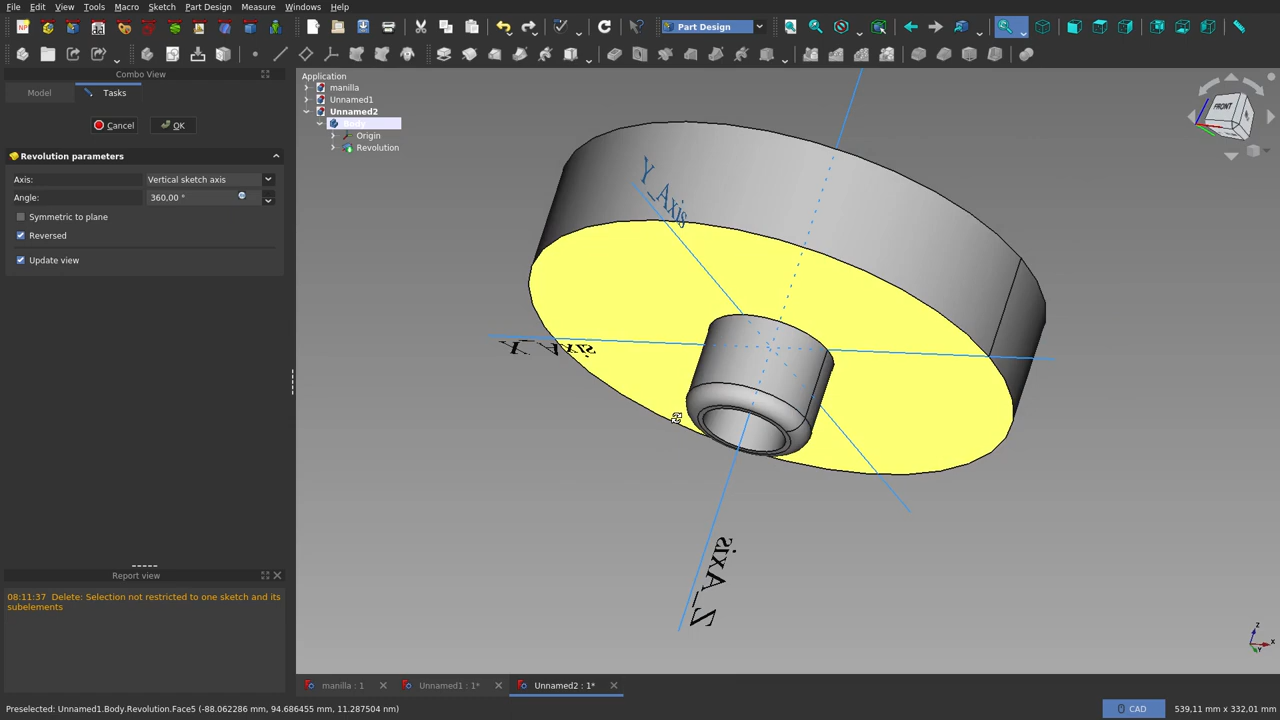 File Edit View Tools Macro Sketch Part Design Measure Windows Help
Part Design
Combo View
Model Tasks
Cancel OK
Revolution parameters
Axis: Vertical sketch axis
Angle: 360,00 °
Symmetric to plane
Reversed
Update view
Report view
08:11:37 Delete: Selection not restricted to one sketch and its
subelements
Application
manilla
Unnamed1
Unnamed2
Body
Origin
Revolution
FRONT
Y_Axis
X_Axis
Z_Axis
Z
X
Y
manilla : 1 Unnamed1 : 1* Unnamed2 : 1*
Preselected: Unnamed1.Body.Revolution.Face5 (-88.062286 mm, 94.686455 mm, 11.287504 nm) CAD 539,11 mm x 332,01 mm